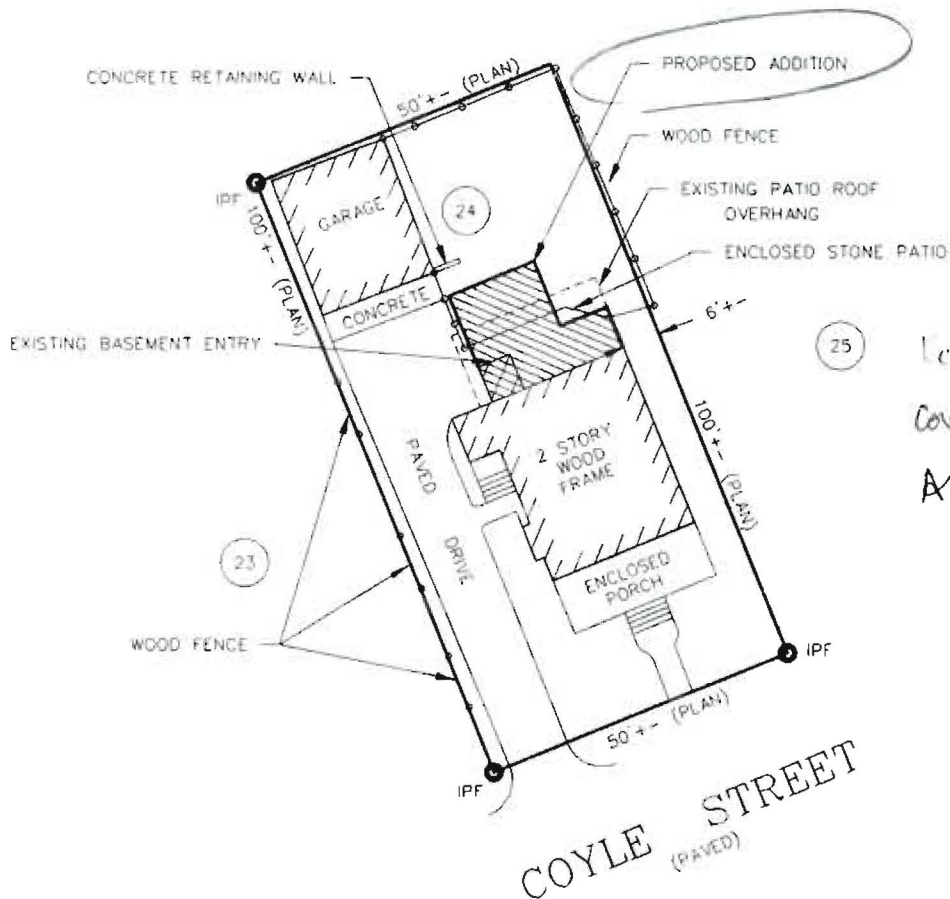 PROPOSED ADDITION
CONCRETE RETAINING WALL
50'+- (PLAN)
WOOD FENCE
IPF
EXISTING PATIO ROOF
OVERHANG
24
GARAGE
100'+- (PLAN)
ENCLOSED STONE PATIO
CONCRETE
6'+-
EXISTING BASEMENT ENTRY
25
100'+- (PLAN)
2 STORY
WOOD
FRAME
PAVED
DRIVE
23
ENCLOSED
PORCH
WOOD FENCE
IPF
50'+- (PLAN)
IPF
COYLE STREET
(PAVED)